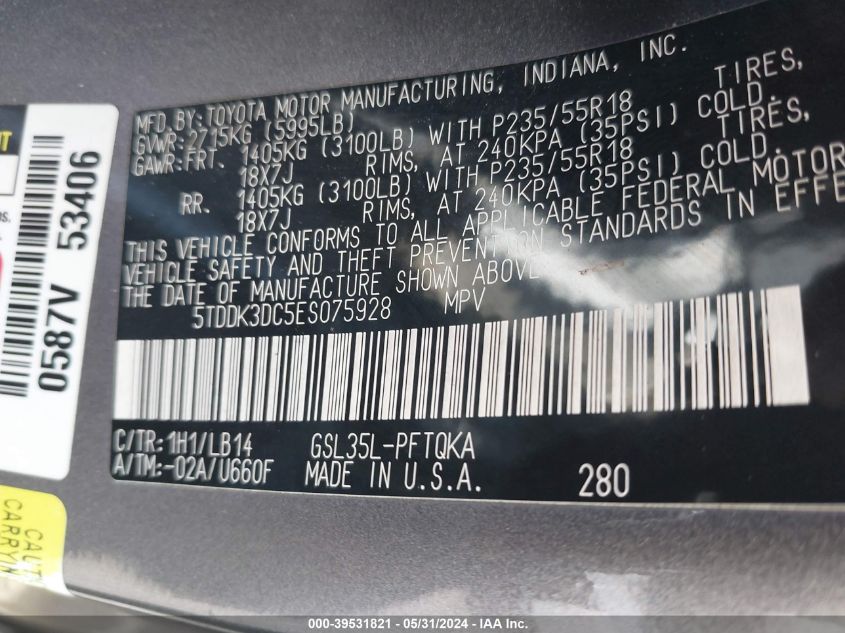 MFD.BY:TOYOTA MOTOR MANUFACTURING, INDIANA, INC.
GVWR:2715KG (5995LB)
GAWR:FRT. 1405KG (3100LB) WITH P235/55R18 TIRES,
18X7J RIMS, AT 240KPA (35PSI) COLD.
RR. 1405KG (3100LB) WITH P235/55R18 TIRES,
18X7J RIMS, AT 240KPA (35PSI) COLD.
THIS VEHICLE CONFORMS TO ALL APPLICABLE FEDERAL MOTOR
VEHICLE SAFETY AND THEFT PREVENTION STANDARDS IN EFFE
THE DATE OF MANUFACTURE SHOWN ABOVE.
5TDDK3DC5ES075928 MPV
C/TR:1H1/LB14 GSL35L-PFTQKA
A/TM:-02A/U660F MADE IN U.S.A. 280
0587V 53406
CAUT
CARRYIN
000-39531821 - 05/31/2024 - IAA Inc.